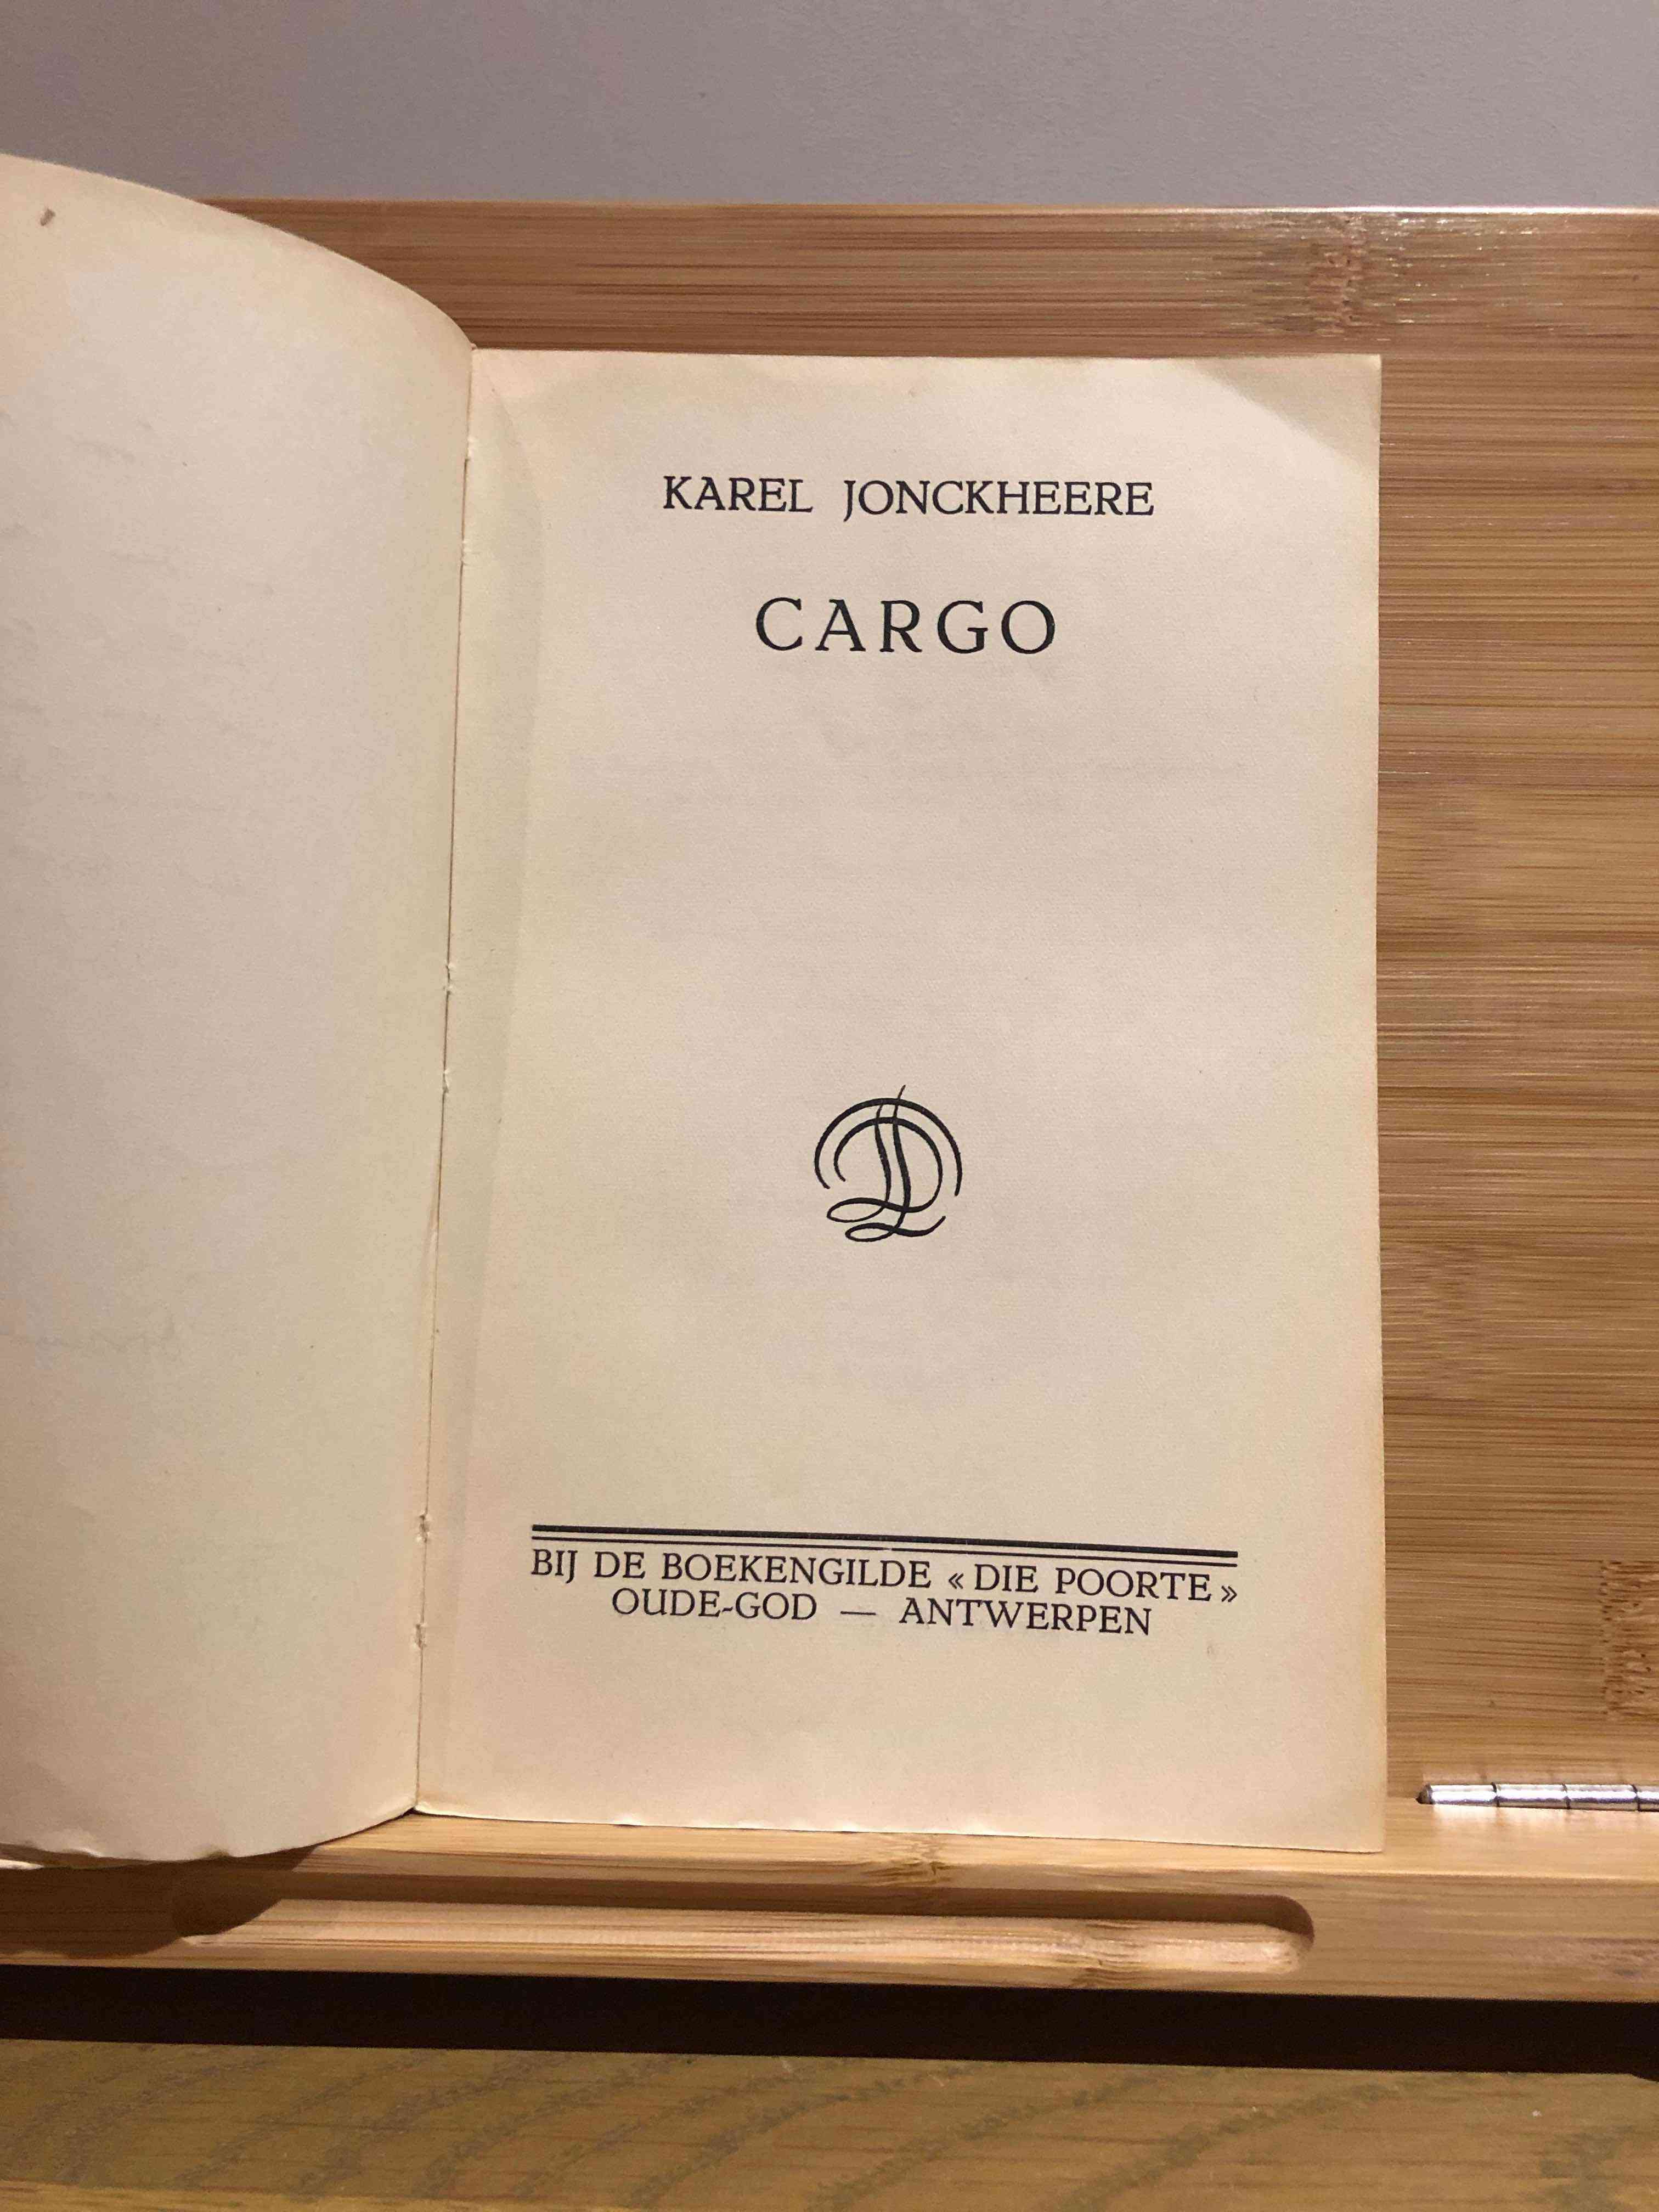 KAREL JONCKHEERE
CARGO
BIJ DE BOEKENGILDE «DIE POORTE»
OUDE-GOD — ANTWERPEN